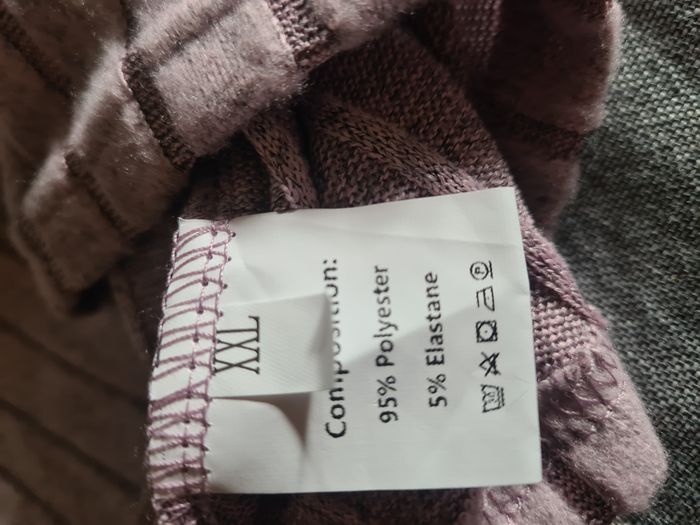 XXL
Composition:
95% Polyester
5% Elastane